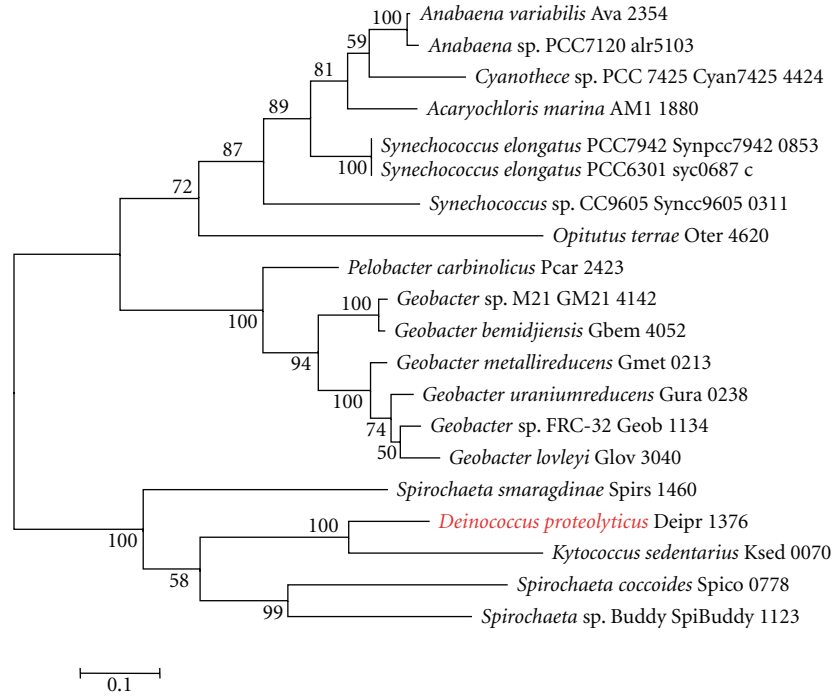 100
Anabaena variabilis Ava 2354
59
Anabaena sp. PCC7120 alr5103
81
Cyanothece sp. PCC 7425 Cyan7425 4424
89
Acaryochloris marina AM1 1880
87
Synechococcus elongatus PCC7942 Synpcc7942 0853
100
Synechococcus elongatus PCC6301 syc0687 c
72
Synechococcus sp. CC9605 Syncc9605 0311
Opitutus terrae Oter 4620
Pelobacter carbinolicus Pcar 2423
100
Geobacter sp. M21 GM21 4142
100
Geobacter bemidjiensis Gbem 4052
94
Geobacter metallireducens Gmet 0213
100
Geobacter uraniumreducens Gura 0238
74
Geobacter sp. FRC-32 Geob 1134
50
Geobacter lovleyi Glov 3040
Spirochaeta smaragdinae Spirs 1460
100
100
Deinococcus proteolyticus Deipr 1376
Kytococcus sedentarius Ksed 0070
58
Spirochaeta coccoides Spico 0778
99
Spirochaeta sp. Buddy SpiBuddy 1123
0.1